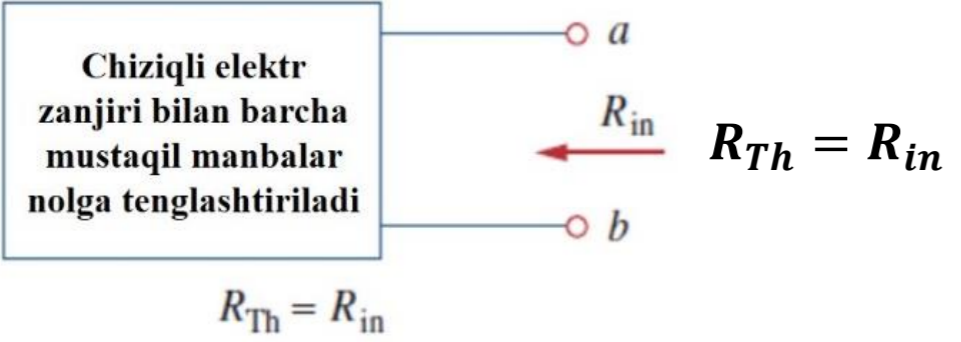 Chiziqli elektr
zanjiri bilan barcha
mustaqil manbalar
nolga tenglashtiriladi
a
R_in
b
R_Th = R_in
R_Th = R_in